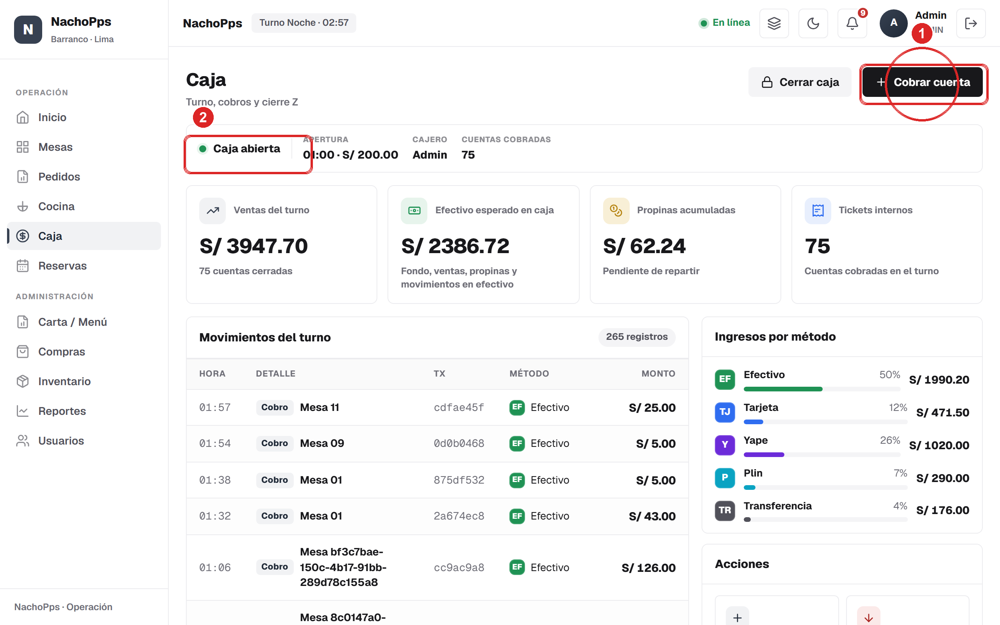 N
NachoPps
Barranco · Lima
OPERACIÓN
Inicio
Mesas
Pedidos
Cocina
Caja
Reservas
ADMINISTRACIÓN
Carta / Menú
Compras
Inventario
Reportes
Usuarios
NachoPps · Operación
NachoPps
Turno Noche · 02:57
En línea
9
A
Admin
1
Caja
Turno, cobros y cierre Z
Cerrar caja
Cobrar cuenta
2
Caja abierta
APERTURA
01:00 · S/ 200.00
CAJERO
Admin
CUENTAS COBRADAS
75
Ventas del turno
S/ 3947.70
75 cuentas cerradas
Efectivo esperado en caja
S/ 2386.72
Fondo, ventas, propinas y
movimientos en efectivo
Propinas acumuladas
S/ 62.24
Pendiente de repartir
Tickets internos
75
Cuentas cobradas en el turno
Movimientos del turno
265 registros
HORA DETALLE TX MÉTODO MONTO
01:57 Cobro Mesa 11 cdfae45f EF Efectivo S/ 25.00
01:54 Cobro Mesa 09 0d0b0468 EF Efectivo S/ 5.00
01:38 Cobro Mesa 01 875df532 EF Efectivo S/ 5.00
01:32 Cobro Mesa 01 2a674ec8 EF Efectivo S/ 43.00
Mesa bf3c7bae-
01:06 Cobro 150c-4b17-91bb- cc9ac9a8 EF Efectivo S/ 126.00
289d78c155a8
Mesa 8c0147a0-
Ingresos por método
EF Efectivo 50% S/ 1990.20
TJ Tarjeta 12% S/ 471.50
Y Yape 26% S/ 1020.00
P Plin 7% S/ 290.00
TR Transferencia 4% S/ 176.00
Acciones